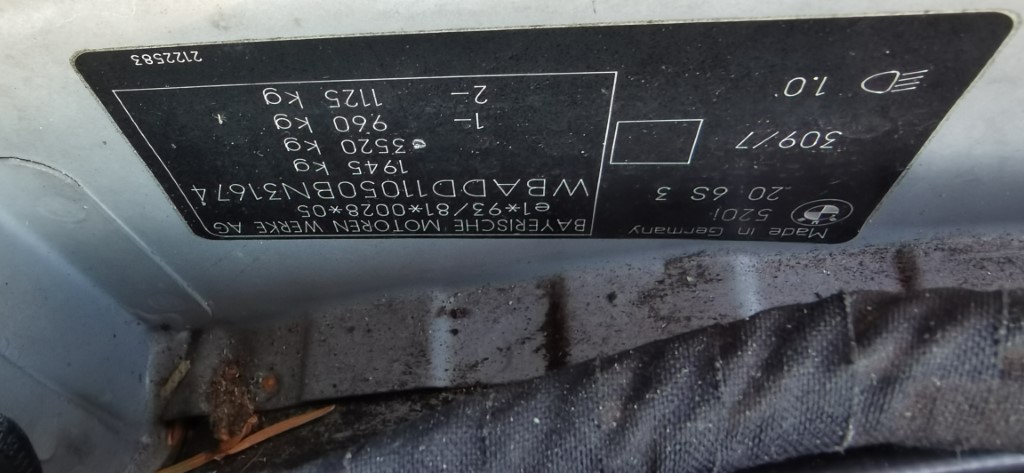 Made in Germany
520i
20 6S 3
309/7
1.0
BAYERISCHE MOTOREN WERKE AG
e1*93/81*0028*05
WBADD11050BN31674
1945 kg
3520 kg
1– 960 kg
2– 1125 kg
2122583